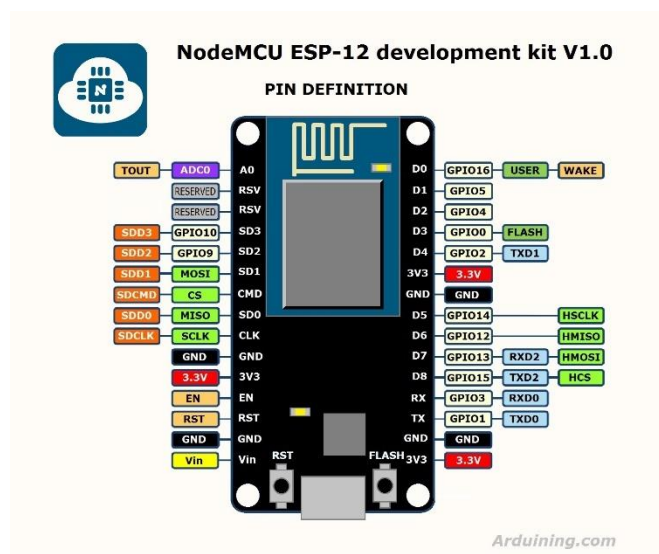 NodeMCU ESP-12 development kit V1.0
PIN DEFINITION
TOUT ADC0 A0 D0 GPIO16 USER WAKE
RESERVED RSV D1 GPIO5
RESERVED RSV D2 GPIO4
SDD3 GPIO10 SD3 D3 GPIO0 FLASH
SDD2 GPIO9 SD2 D4 GPIO2 TXD1
SDD1 MOSI SD1 3V3 3.3V
SDCMD CS CMD GND GND
SDD0 MISO SD0 D5 GPIO14 HSCLK
SDCLK SCLK CLK D6 GPIO12 HMISO
GND GND D7 GPIO13 RXD2 HMOSI
3.3V 3V3 D8 GPIO15 TXD2 HCS
EN EN RX GPIO3 RXD0
RST RST TX GPIO1 TXD0
GND GND GND GND
Vin Vin RST FLASH 3V3 3.3V
Arduining.com